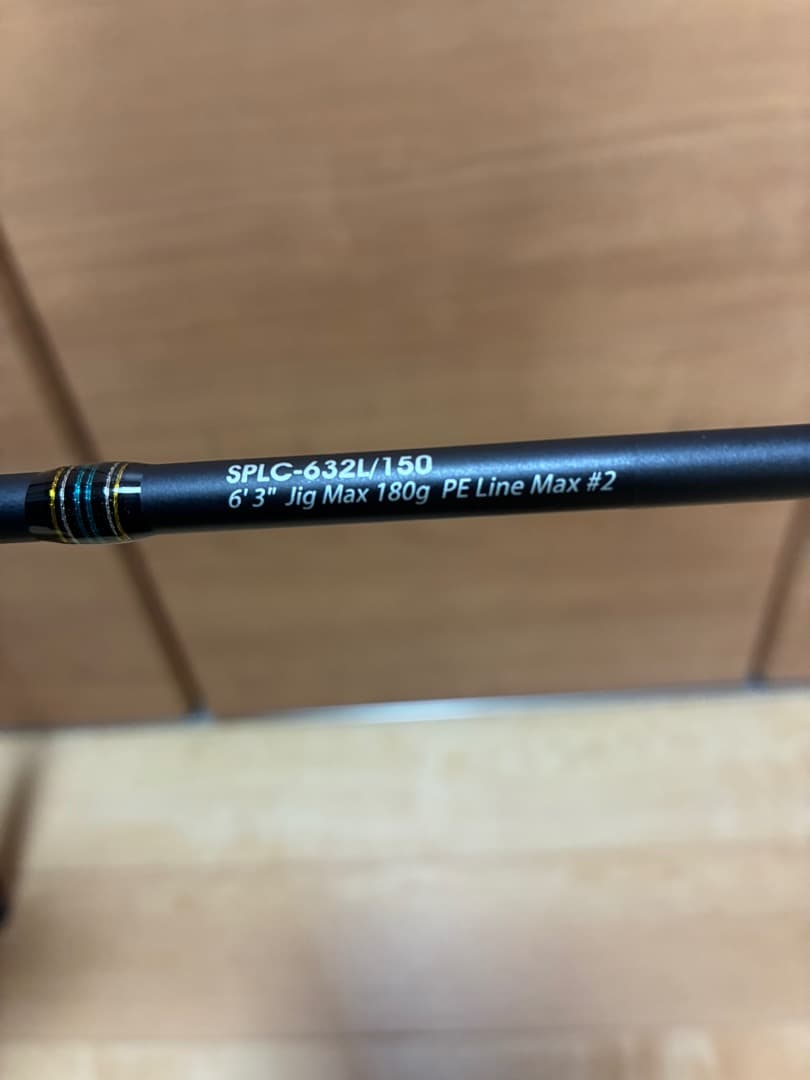 SPLC-632L/150
6' 3" Jig Max 180g PE Line Max #2